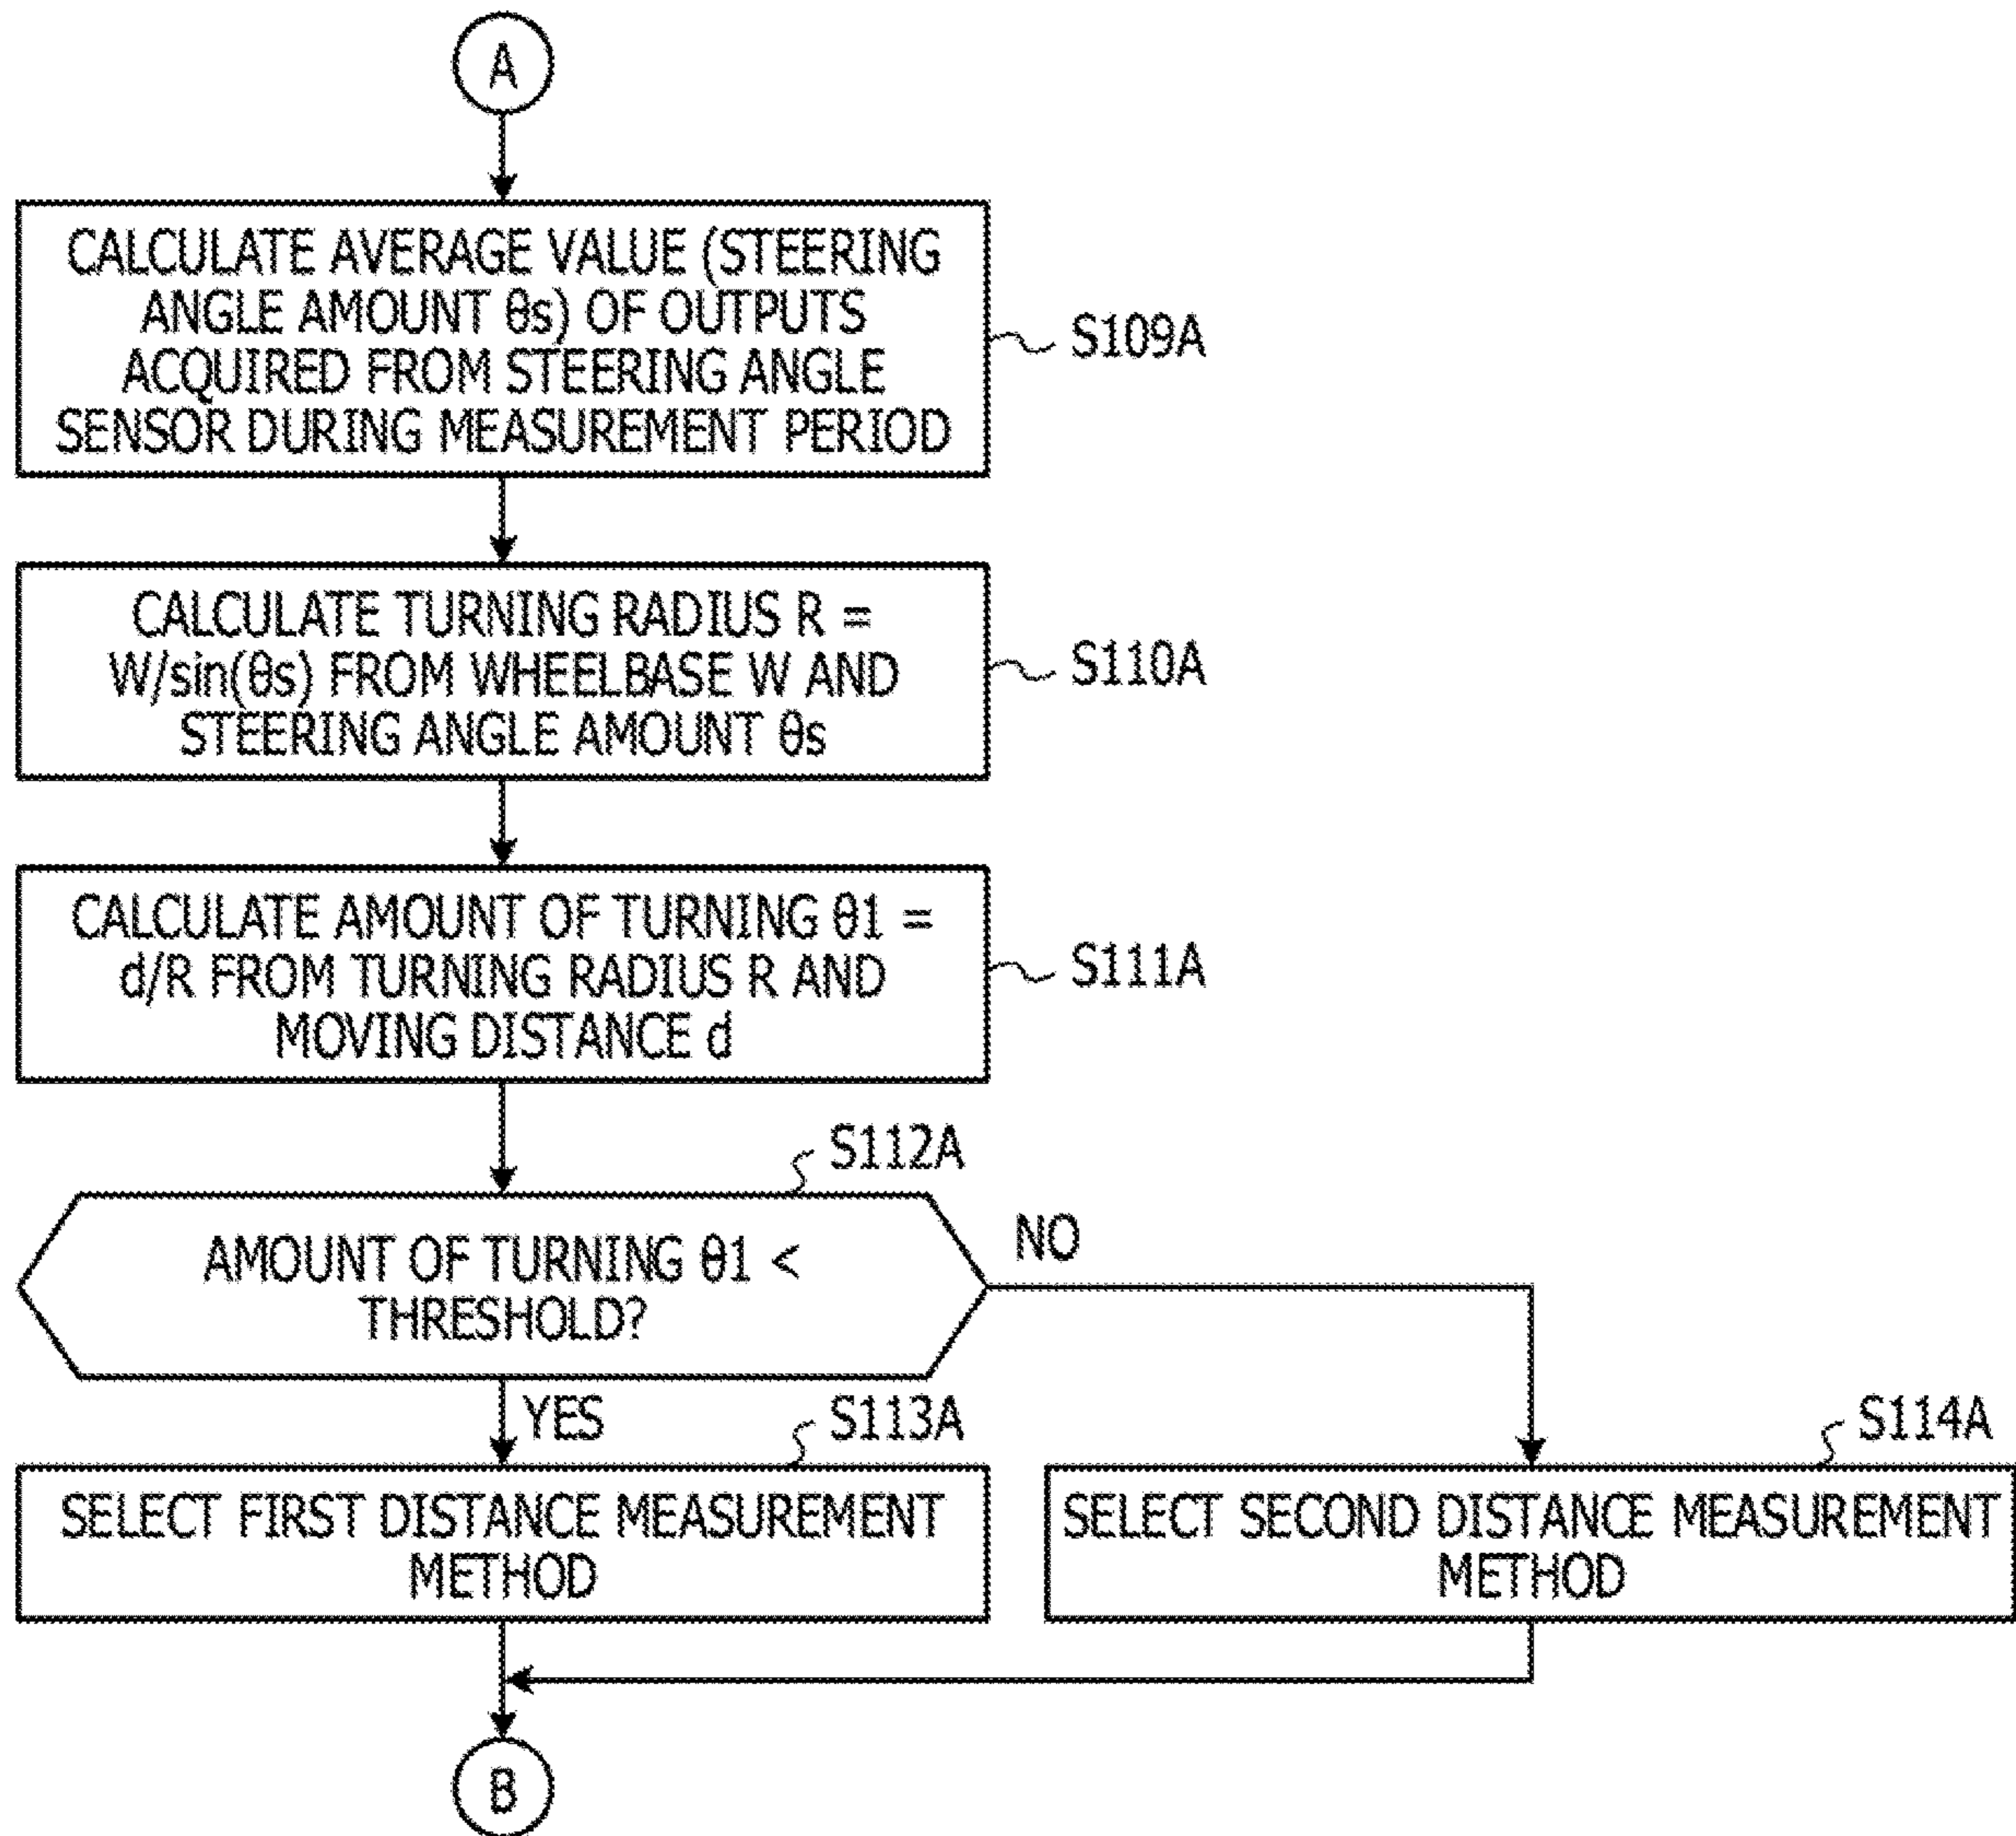 A
CALCULATE AVERAGE VALUE (STEERING
ANGLE AMOUNT θs) OF OUTPUTS
ACQUIRED FROM STEERING ANGLE
SENSOR DURING MEASUREMENT PERIOD
S109A
CALCULATE TURNING RADIUS R =
W/sin(θs) FROM WHEELBASE W AND
STEERING ANGLE AMOUNT θs
S110A
CALCULATE AMOUNT OF TURNING θ1 =
d/R FROM TURNING RADIUS R AND
MOVING DISTANCE d
S111A
S112A
AMOUNT OF TURNING θ1 <
THRESHOLD?
NO
YES
S113A
SELECT FIRST DISTANCE MEASUREMENT
METHOD
S114A
SELECT SECOND DISTANCE MEASUREMENT
METHOD
B